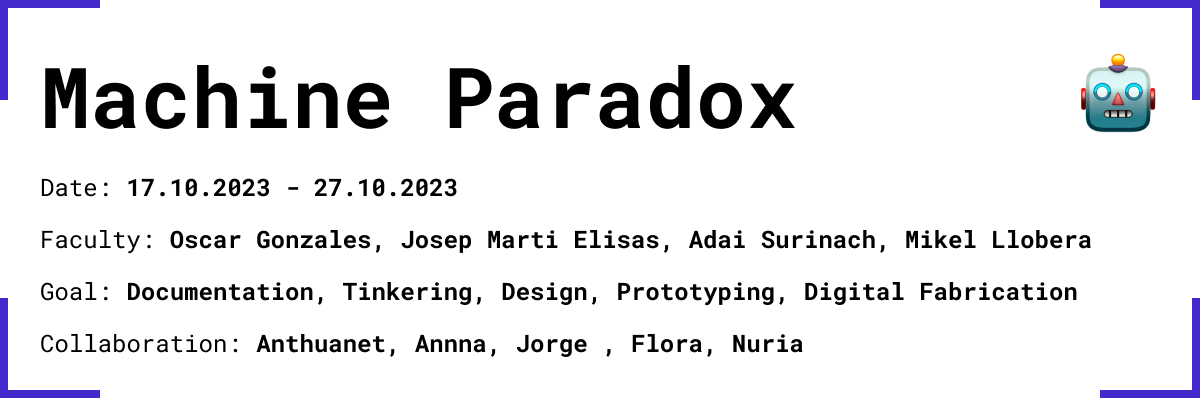 Machine Paradox
Date: 17.10.2023 - 27.10.2023
Faculty: Oscar Gonzales, Josep Marti Elisas, Adai Surinach, Mikel Llobera
Goal: Documentation, Tinkering, Design, Prototyping, Digital Fabrication
Collaboration: Anthuanet, Annna, Jorge , Flora, Nuria